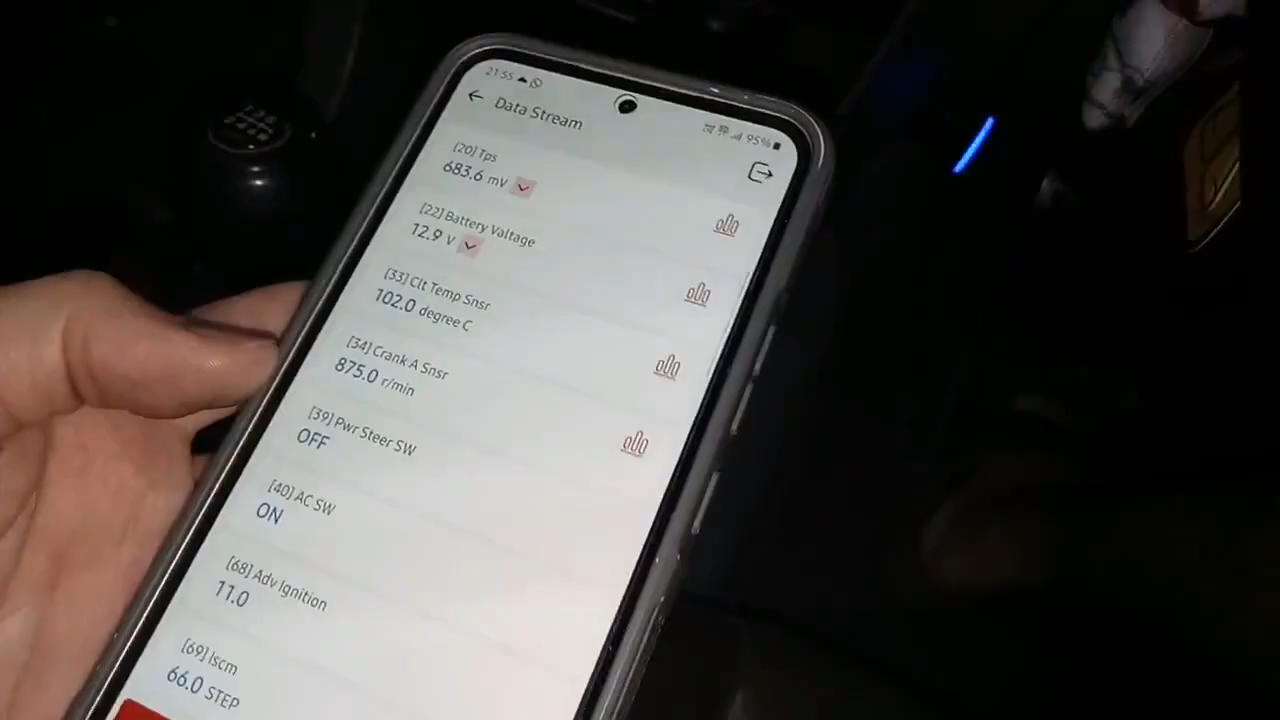 21:55 95%
Data Stream
[20] Tps
683.6 mV
[22] Battery Valtage
12.9 V
[33] Clt Temp Snsr
102.0 degree C
[34] Crank A Snsr
875.0 r/min
[39] Pwr Steer SW
OFF
[40] AC SW
ON
[68] Adv Ignition
11.0
[69] Iscm
66.0 STEP